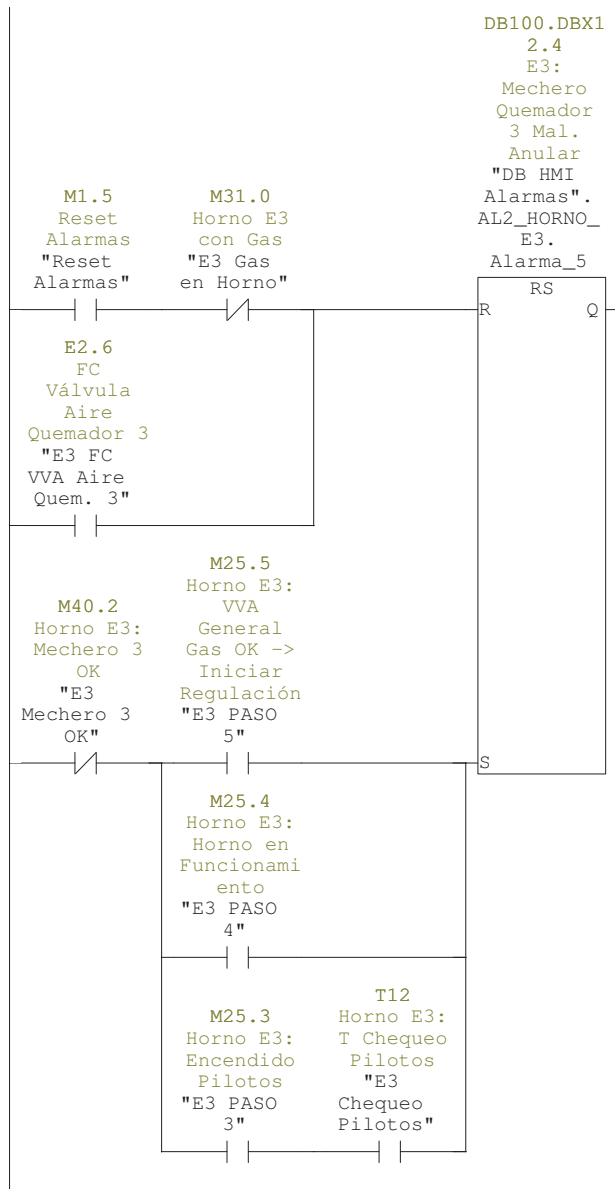 DB100.DBX1
2.4
E3:
Mechero
Quemador
3 Mal.
Anular
"DB HMI
Alarmas".
AL2_HORNO_
E3.
Alarma_5
M1.5
Reset
Alarmas
"Reset
Alarmas"
M31.0
Horno E3
con Gas
"E3 Gas
en Horno"
RS
R
Q
E2.6
FC
Válvula
Aire
Quemador 3
"E3 FC
VVA Aire
Quem. 3"
M40.2
Horno E3:
Mechero 3
OK
"E3
Mechero 3
OK"
M25.5
Horno E3:
VVA
General
Gas OK ->
Iniciar
Regulación
"E3 PASO
5"
S
M25.4
Horno E3:
Horno en
Funcionami
ento
"E3 PASO
4"
M25.3
Horno E3:
Encendido
Pilotos
"E3 PASO
3"
T12
Horno E3:
T Chequeo
Pilotos
"E3
Chequeo
Pilotos"